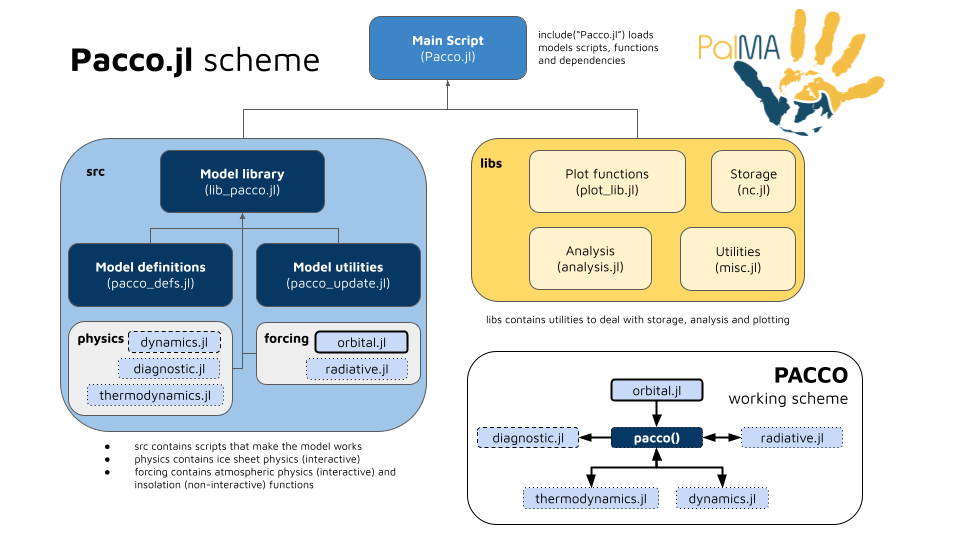 Pacco.jl scheme
Main Script
(Pacco.jl)
include("Pacco.jl") loads
models scripts, functions
and dependencies
PalMA
src
Model library
(lib_pacco.jl)
Model definitions
(pacco_defs.jl)
Model utilities
(pacco_update.jl)
physics
dynamics.jl
diagnostic.jl
thermodynamics.jl
forcing
orbital.jl
radiative.jl
src contains scripts that make the model works
physics contains ice sheet physics (interactive)
forcing contains atmospheric physics (interactive) and
insolation (non-interactive) functions
libs
Plot functions
(plot_lib.jl)
Storage
(nc.jl)
Analysis
(analysis.jl)
Utilities
(misc.jl)
libs contains utilities to deal with storage, analysis and plotting
PACCO
working scheme
orbital.jl
diagnostic.jl
pacco()
radiative.jl
thermodynamics.jl
dynamics.jl